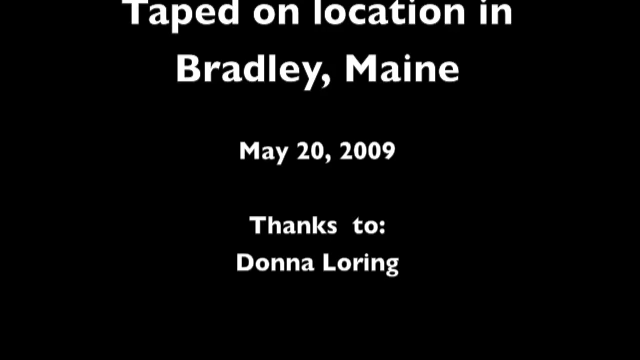 Taped on location in
Bradley, Maine
May 20, 2009
Thanks to:
Donna Loring